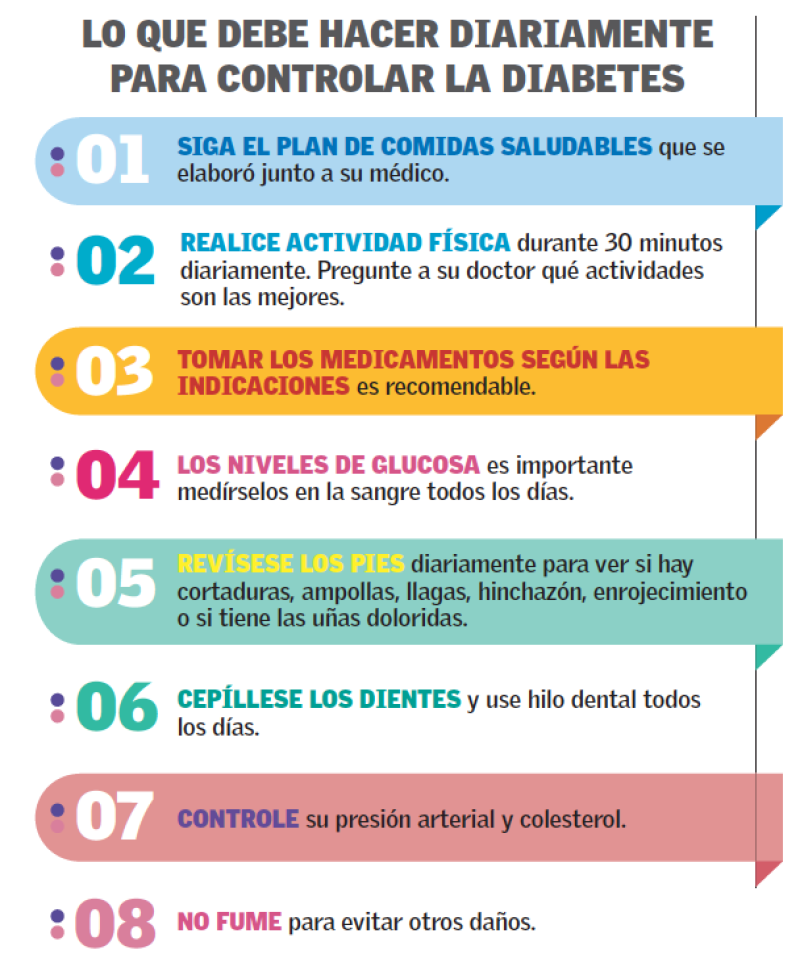 LO QUE DEBE HACER DIARIAMENTE
PARA CONTROLAR LA DIABETES
01
SIGA EL PLAN DE COMIDAS SALUDABLES que se
elaboró junto a su médico.
02
REALICE ACTIVIDAD FÍSICA durante 30 minutos
diariamente. Pregunte a su doctor qué actividades
son las mejores.
03
TOMAR LOS MEDICAMENTOS SEGÚN LAS
INDICACIONES es recomendable.
04
LOS NIVELES DE GLUCOSA es importante
medírselos en la sangre todos los días.
05
REVÍSESE LOS PIES diariamente para ver si hay
cortaduras, ampollas, llagas, hinchazón, enrojecimiento
o si tiene las uñas doloridas.
06
CEPÍLLESE LOS DIENTES y use hilo dental todos
los días.
07
CONTROLE su presión arterial y colesterol.
08
NO FUME para evitar otros daños.